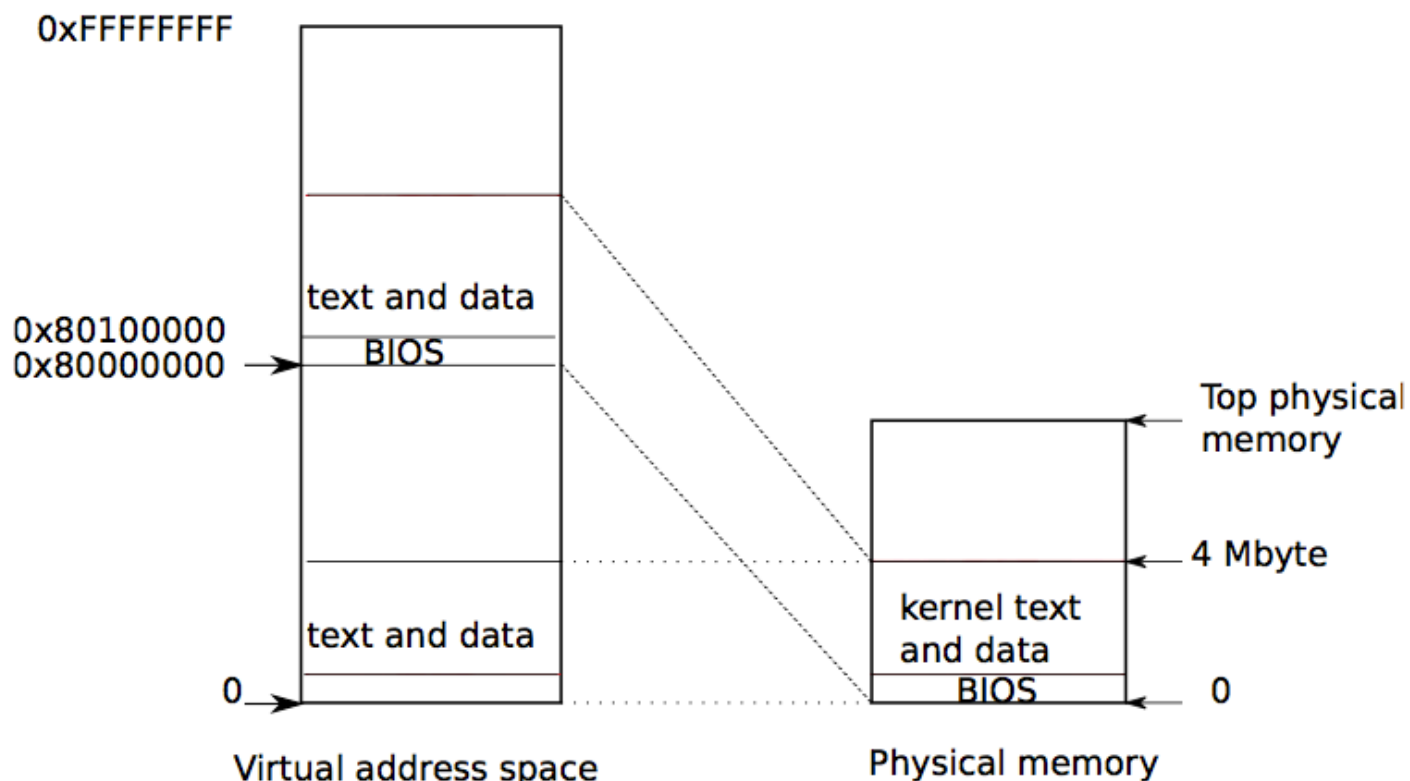 0xFFFFFFFF
text and data
0x80100000
BIOS
0x80000000
text and data
0
Virtual address space
Top physical
memory
4 Mbyte
kernel text
and data
BIOS
0
Physical memory